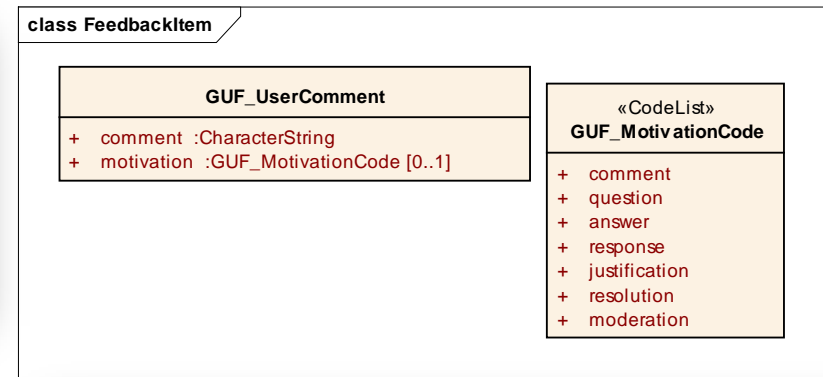 class FeedbackItem
GUF_UserComment
+ comment :CharacterString
+ motivation :GUF_MotivationCode [0..1]
«CodeList»
GUF_MotivationCode
+ comment
+ question
+ answer
+ response
+ justification
+ resolution
+ moderation